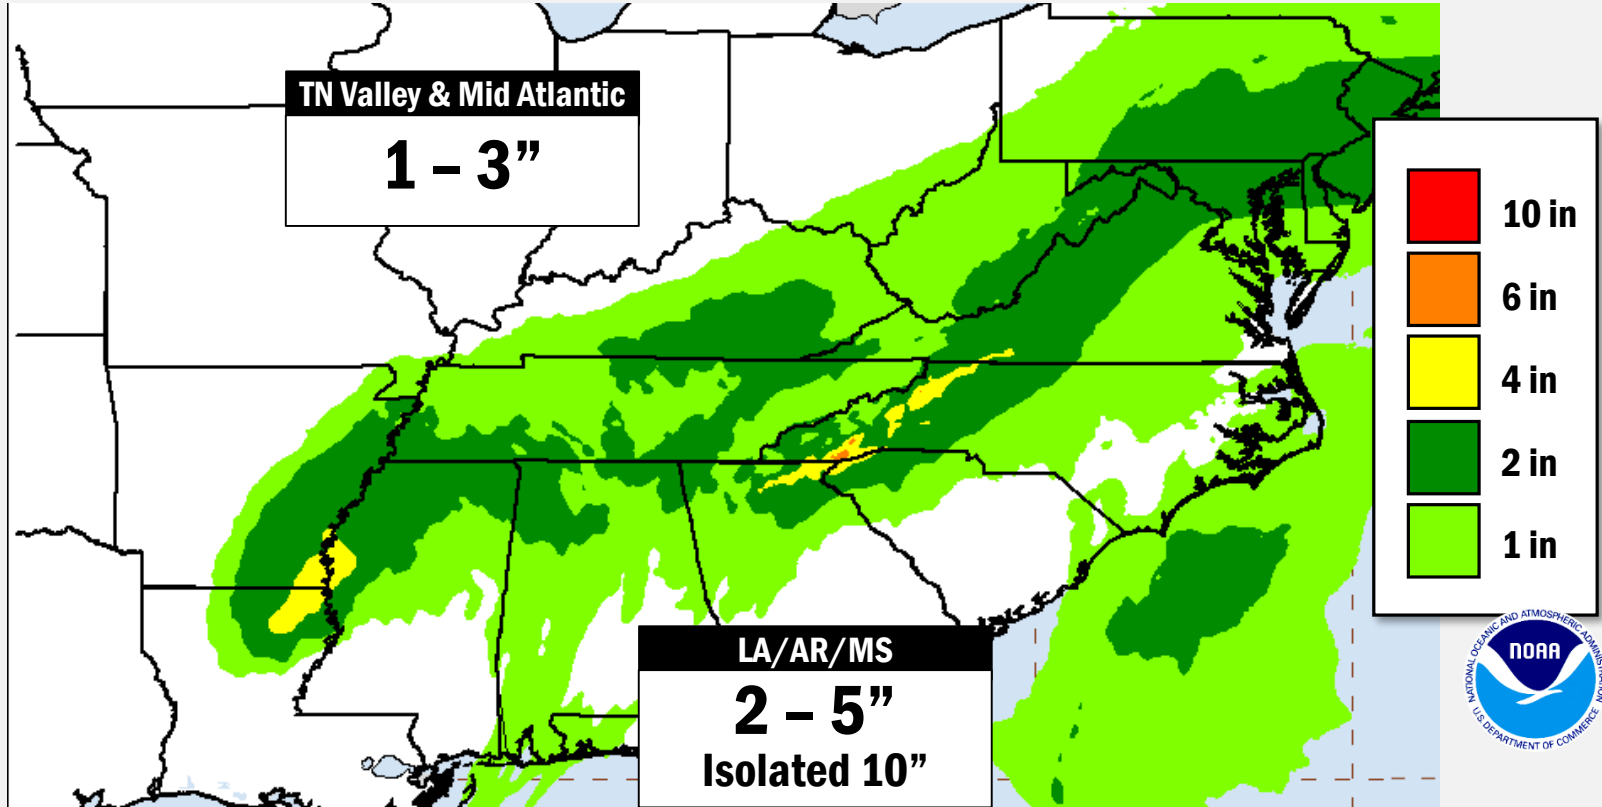 TN Valley & Mid Atlantic
1 – 3”
10 in
6 in
4 in
2 in
1 in
LA/AR/MS
2 – 5”
Isolated 10”
NATIONAL OCEANIC AND ATMOSPHERIC
NOAA
U.S. DEPARTMENT OF COMMERCE